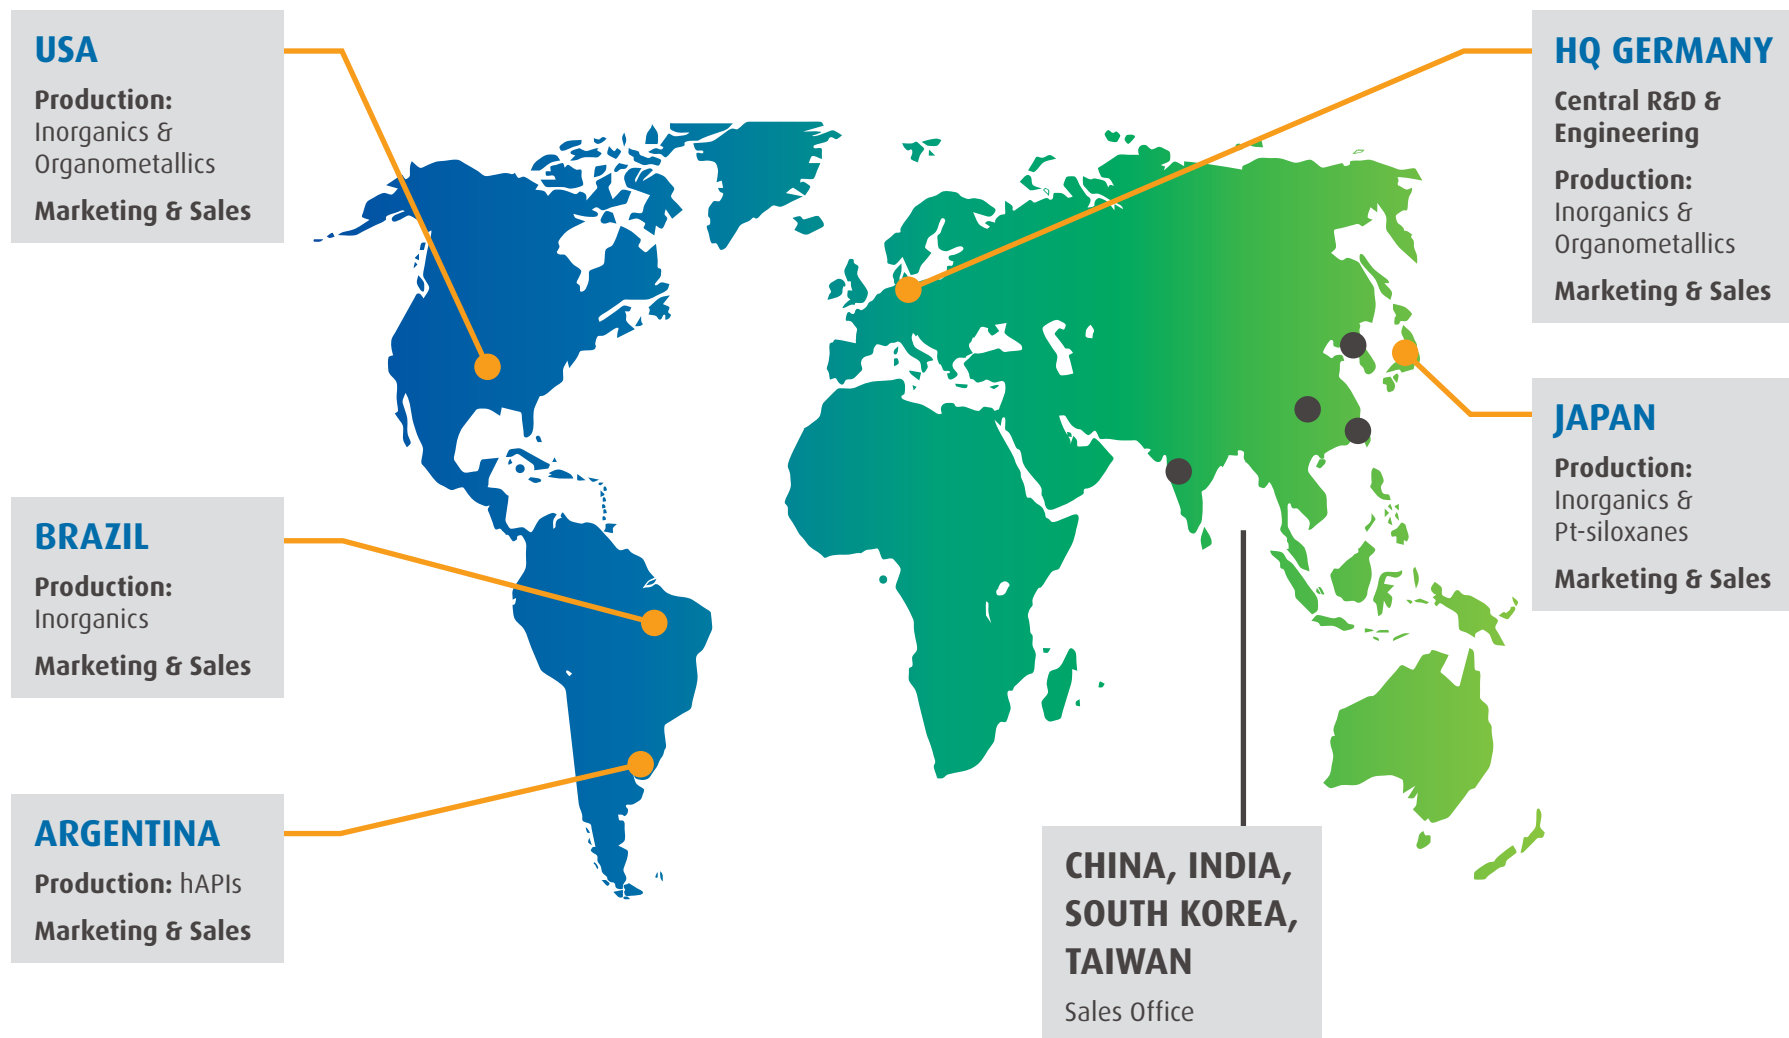 USA
Production:
Inorganics &
Organometallics
Marketing & Sales
BRAZIL
Production:
Inorganics
Marketing & Sales
ARGENTINA
Production: hAPIs
Marketing & Sales
HQ GERMANY
Central R&D &
Engineering
Production:
Inorganics &
Organometallics
Marketing & Sales
JAPAN
Production:
Inorganics &
Pt-siloxanes
Marketing & Sales
CHINA, INDIA,
SOUTH KOREA,
TAIWAN
Sales Office